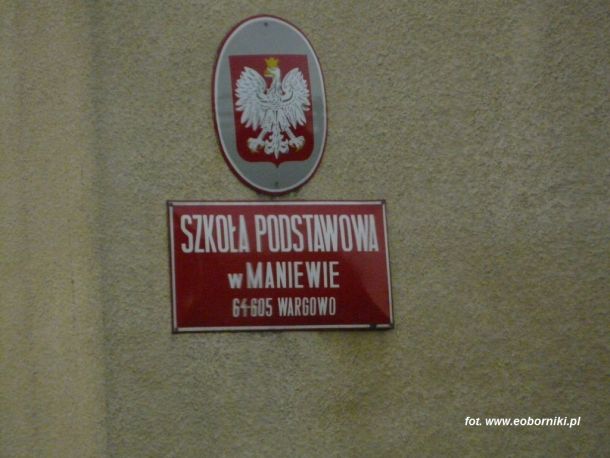 SZKOŁA PODSTAWOWA
w MANIEWIE
64-605 WARGOWO
fot. www.eoborniki.pl